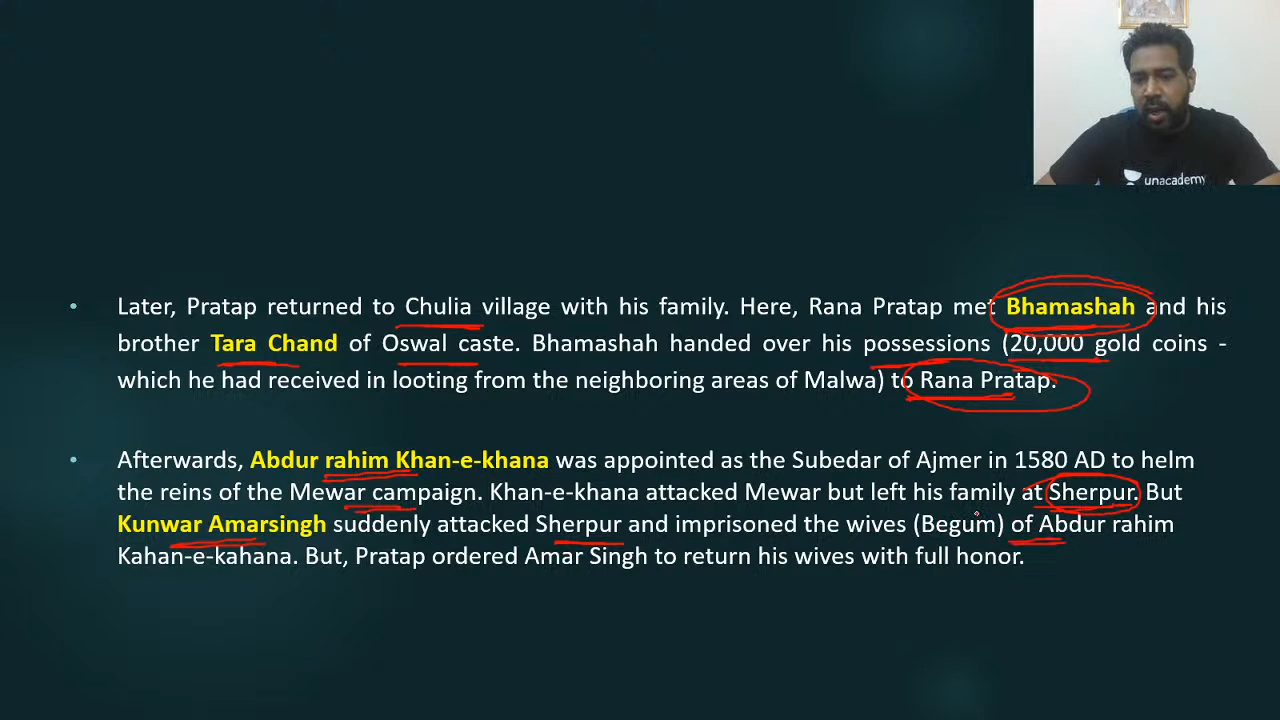 unacademy
• Later, Pratap returned to Chulia village with his family. Here, Rana Pratap met Bhamashah and his
brother Tara Chand of Oswal caste. Bhamashah handed over his possessions (20,000 gold coins -
which he had received in looting from the neighboring areas of Malwa) to Rana Pratap.
• Afterwards, Abdur rahim Khan-e-khana was appointed as the Subedar of Ajmer in 1580 AD to helm
the reins of the Mewar campaign. Khan-e-khana attacked Mewar but left his family at Sherpur. But
Kunwar Amarsingh suddenly attacked Sherpur and imprisoned the wives (Begum) of Abdur rahim
Kahan-e-kahana. But, Pratap ordered Amar Singh to return his wives with full honor.